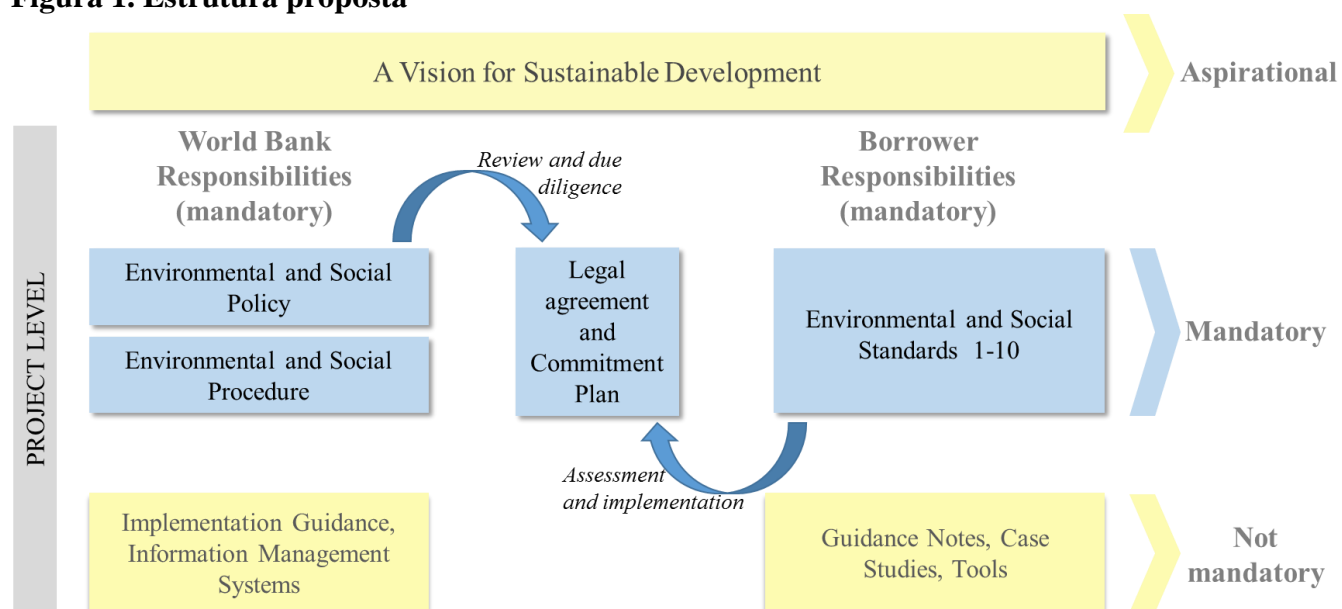 Figura 1. Estrutura proposta
A Vision for Sustainable Development
Aspirational
PROJECT LEVEL
World Bank
Responsibilities
(mandatory)
Review and due
diligence
Borrower
Responsibilities
(mandatory)
Environmental and Social
Policy
Environmental and Social
Procedure
Legal
agreement
and
Commitment
Plan
Environmental and Social
Standards 1-10
Mandatory
Assessment
and implementation
Implementation Guidance,
Information Management
Systems
Guidance Notes, Case
Studies, Tools
Not
mandatory